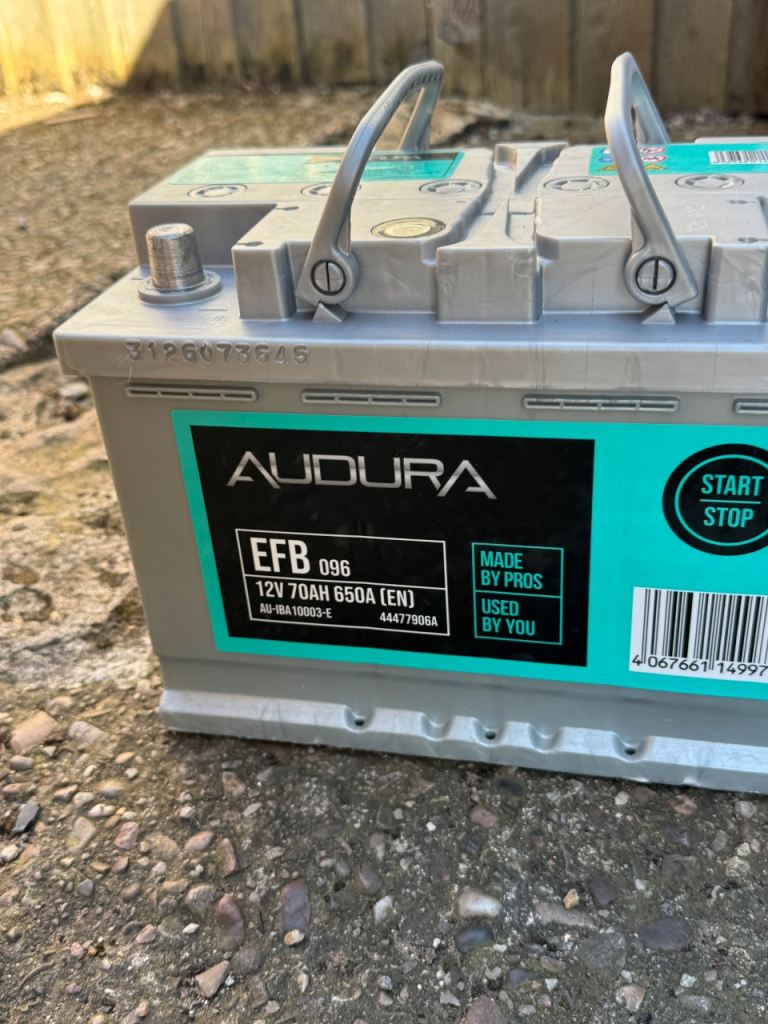 3126073646
AUDURA
EFB 096
12V 70AH 650A (EN)
AU-IBA10003-E 44477906A
MADE
BY PROS
USED
BY YOU
START
STOP
4 067661 14997